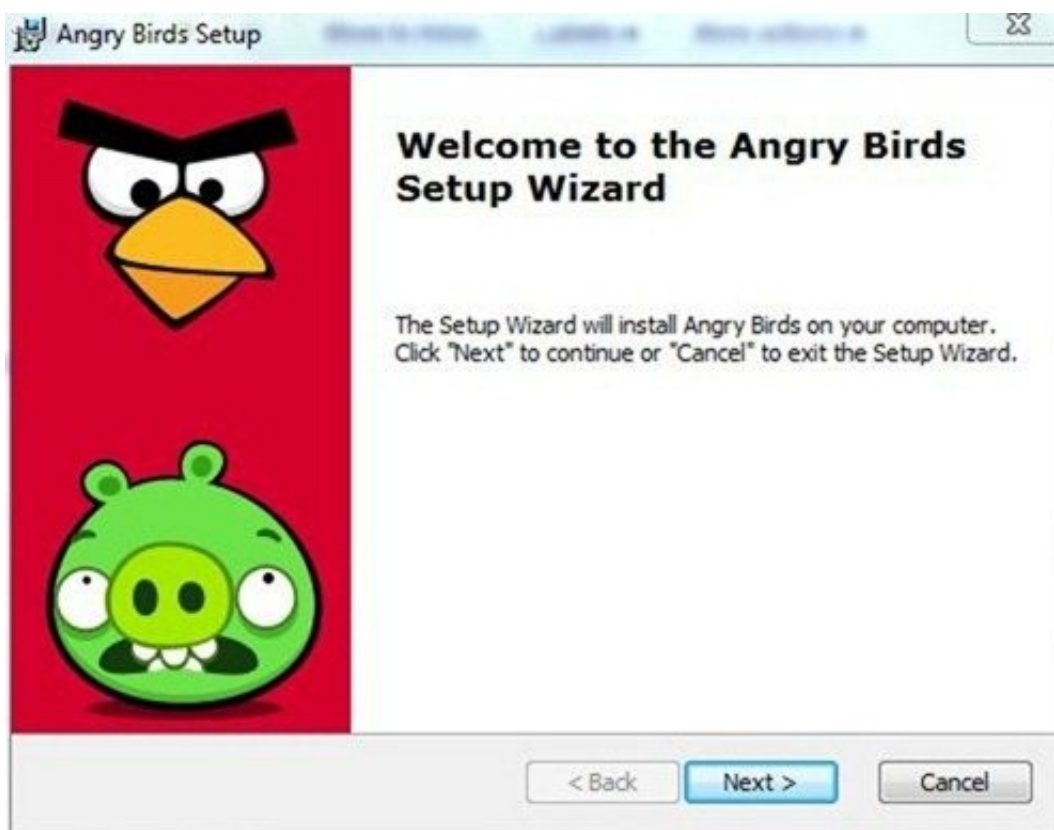 Angry Birds Setup
Welcome to the Angry Birds
Setup Wizard
The Setup Wizard will install Angry Birds on your computer.
Click "Next" to continue or "Cancel" to exit the Setup Wizard.
< Back Next > Cancel